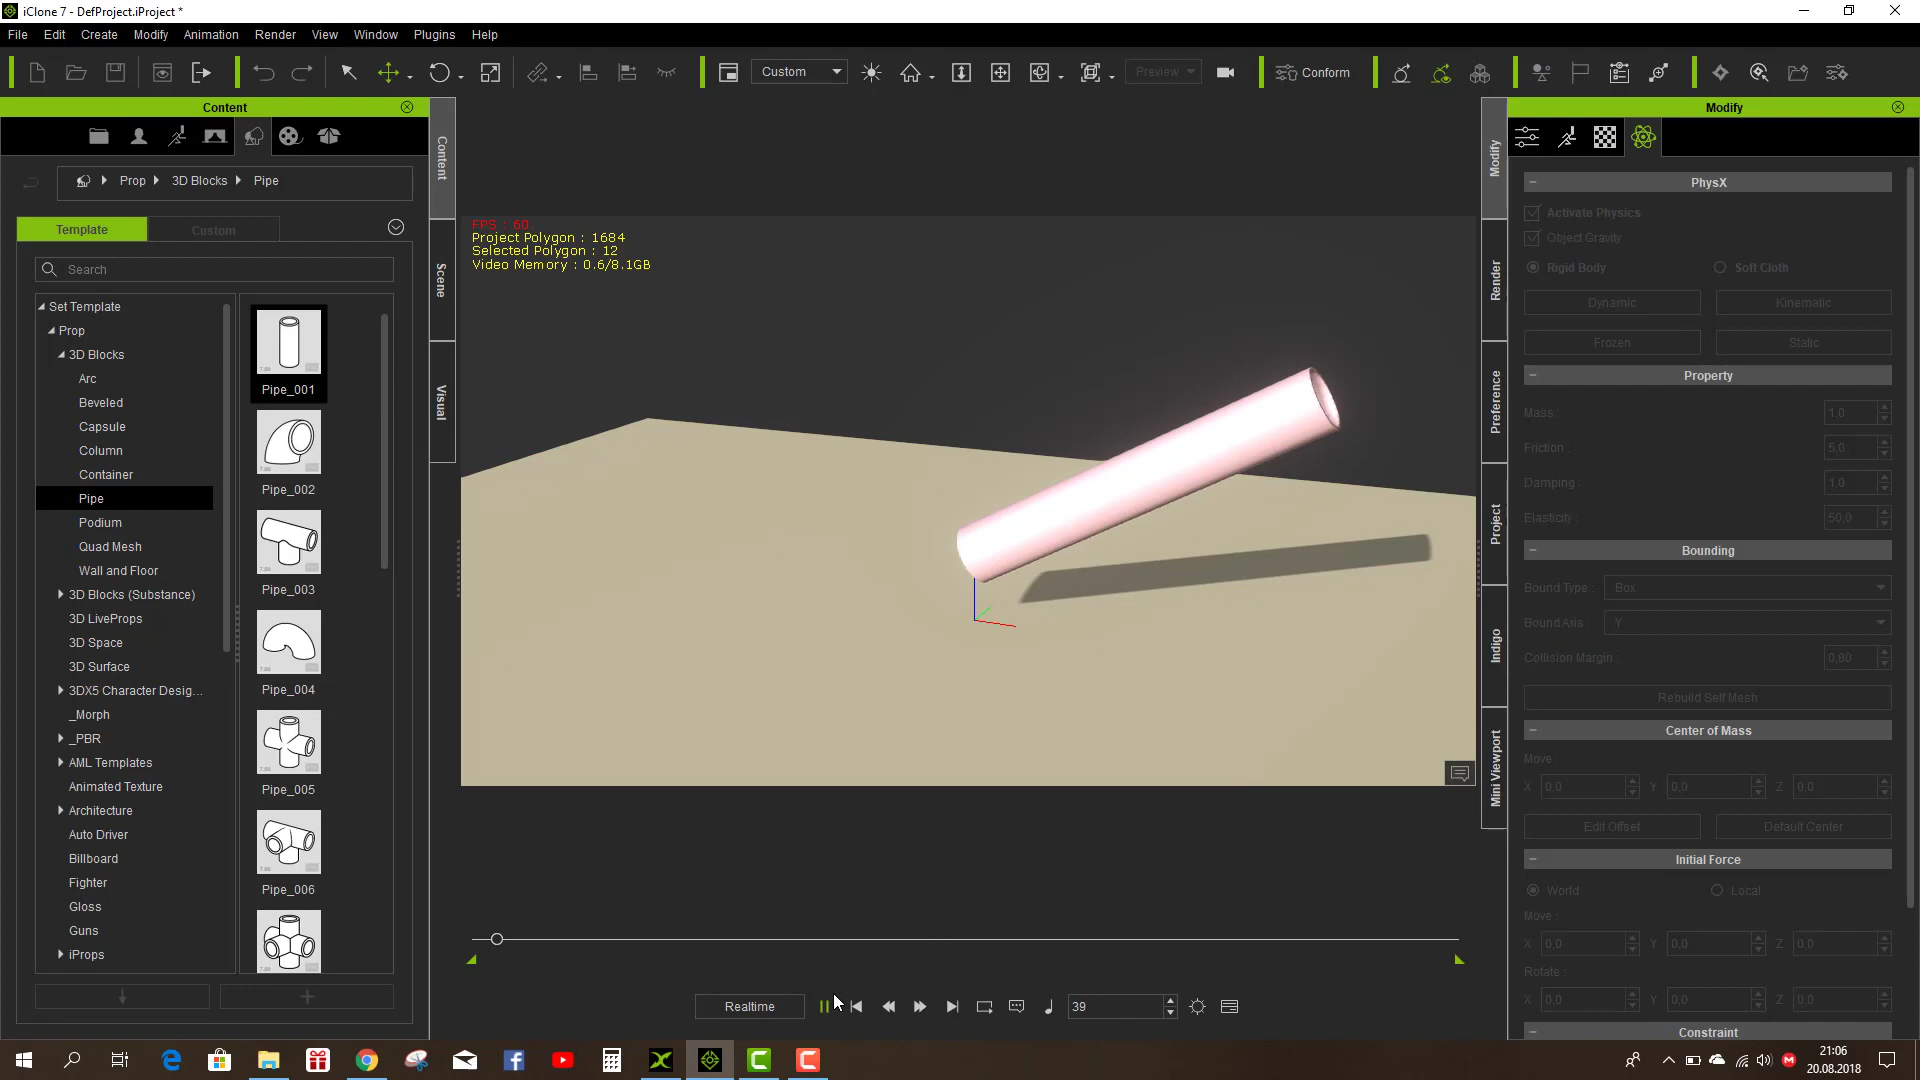 iClone 7 - DefProject.iProject *
File Edit Create Modify Animation Render View Window Plugins Help
Custom
Preview
Conform
Content
Prop 3D Blocks Pipe
Template
Custom
Search
Set Template
Prop
3D Blocks
Arc
Beveled
Capsule
Column
Container
Pipe
Podium
Quad Mesh
Wall and Floor
3D Blocks (Substance)
3D LiveProps
3D Space
3D Surface
3DX5 Character Desig...
_Morph
_PBR
AML Templates
Animated Texture
Architecture
Auto Driver
Billboard
Fighter
Gloss
Guns
iProps
Pipe_001
Pipe_002
Pipe_003
Pipe_004
Pipe_005
Pipe_006
Content
Scene
Visual
FPS : 60
Project Polygon : 1684
Selected Polygon : 12
Video Memory : 0.6/8.1GB
Realtime
39
Modify
Render
Preference
Project
Indigo
Mini Viewport
Modify
PhysX
Activate Physics
Object Gravity
Rigid Body Soft Cloth
Dynamic Kinematic
Frozen Static
Property
Mass : 1,0
Friction : 5,0
Damping : 1,0
Elasticity : 50,0
Bounding
Bound Type : Box
Bound Axis : Y
Collision Margin : 0,80
Rebuild Self Mesh
Center of Mass
Move :
X 0,0 Y 0,0 Z 0,0
Edit Offset Default Center
Initial Force
World Local
Move :
X 0,0 Y 0,0 Z 0,0
Rotate :
X 0,0 Y 0,0 Z 0,0
Constraint
21:06
20.08.2018